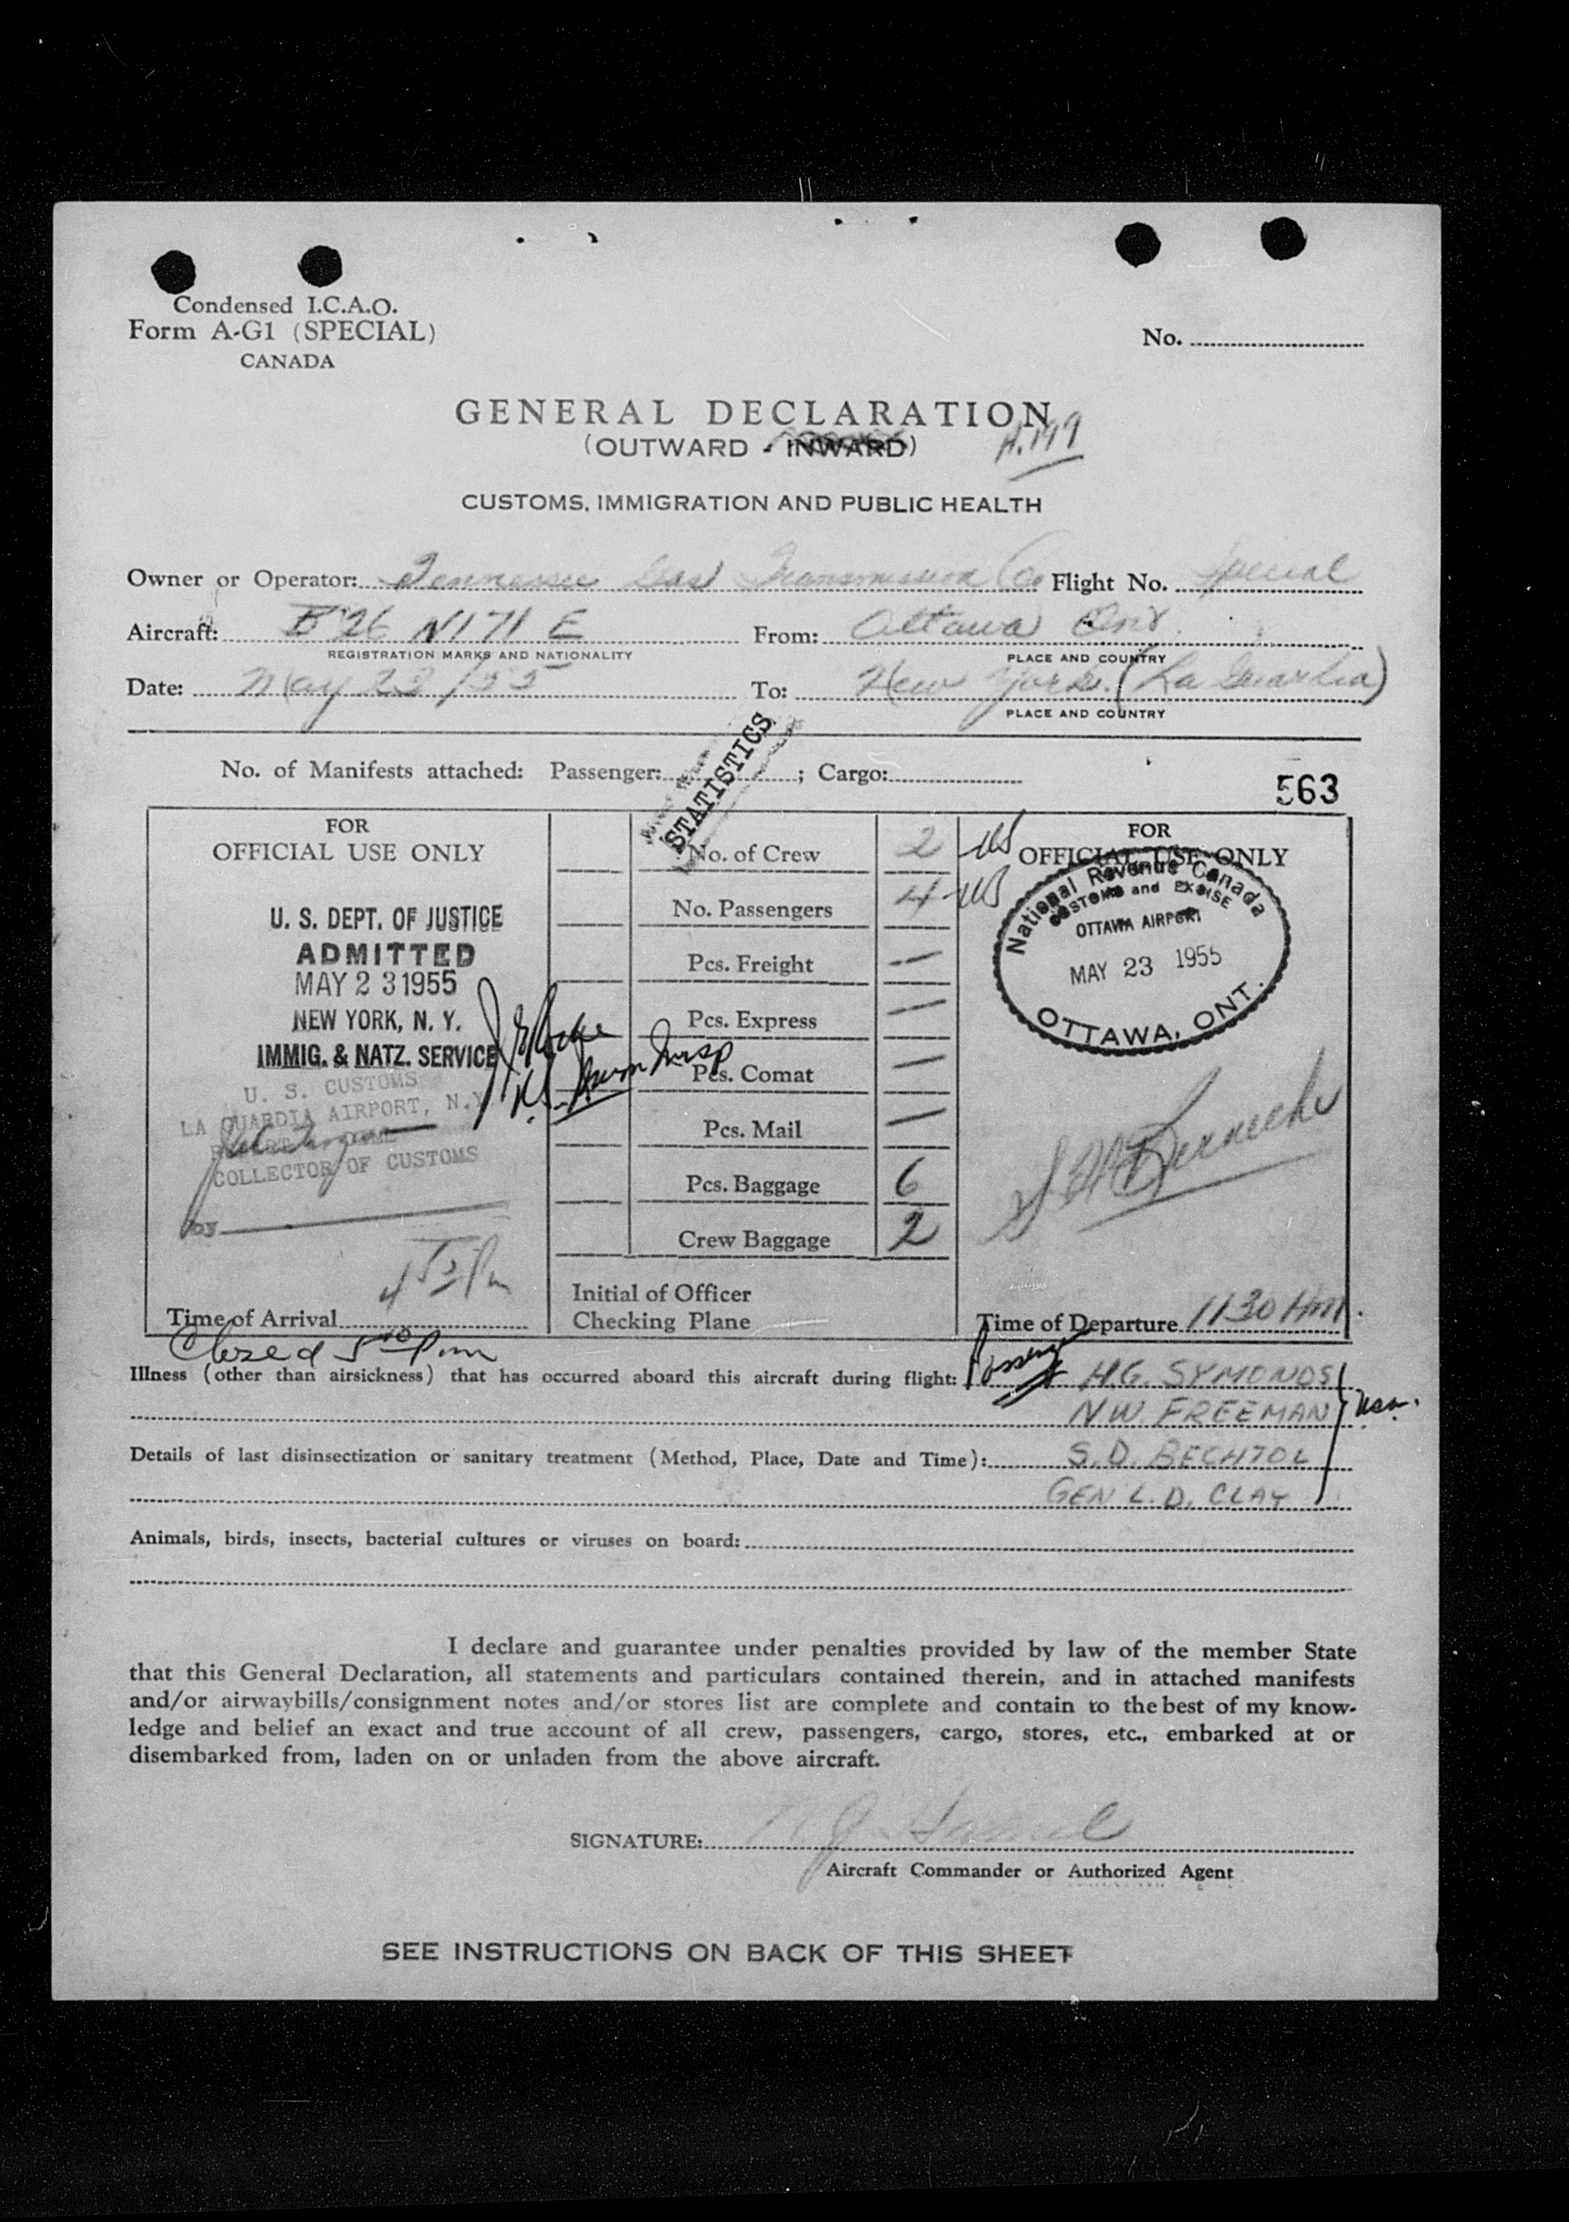 Condensed I.C.A.O.
Form A-G1 (SPECIAL)
CANADA
No.
GENERAL DECLARATION
(OUTWARD - INWARD)
CUSTOMS, IMMIGRATION AND PUBLIC HEALTH
Owner or Operator: Tennessee Gas Transmission Co Flight No. Special
Aircraft: B 26 N171 E From: Ottawa Ont.
REGISTRATION MARKS AND NATIONALITY PLACE AND COUNTRY
Date: May 23/55 To: New York. (La Guardia)
PLACE AND COUNTRY
No. of Manifests attached: Passenger: ; Cargo:
STATISTICS
563
FOR
OFFICIAL USE ONLY
U. S. DEPT. OF JUSTICE
ADMITTED
MAY 23 1955
NEW YORK, N. Y.
IMMIG. & NATZ. SERVICE
U. S. CUSTOMS
LA GUARDIA AIRPORT, N.Y.
COLLECTOR OF CUSTOMS
Time of Arrival
Closed 5 10 Pm
No. of Crew 2 US
No. Passengers 4 - US
Pcs. Freight —
Pcs. Express —
Pcs. Comat —
Pcs. Mail —
Pcs. Baggage 6
Crew Baggage 2
Initial of Officer
Checking Plane
FOR
OFFICIAL USE ONLY
National Revenue Canada
CUSTOMS and EXCISE
OTTAWA AIRPORT
MAY 23 1955
OTTAWA, ONT.
Time of Departure 1130 AM.
Illness (other than airsickness) that has occurred aboard this aircraft during flight: H.G. SYMONDS
N W. FREEMAN USA.
Details of last disinsectization or sanitary treatment (Method, Place, Date and Time): S. D. BECHTOL
GEN L. D. CLAY
Animals, birds, insects, bacterial cultures or viruses on board:
I declare and guarantee under penalties provided by law of the member State
that this General Declaration, all statements and particulars contained therein, and in attached manifests
and/or airwaybills/consignment notes and/or stores list are complete and contain to the best of my know-
ledge and belief an exact and true account of all crew, passengers, cargo, stores, etc., embarked at or
disembarked from, laden on or unladen from the above aircraft.
SIGNATURE:
Aircraft Commander or Authorized Agent
SEE INSTRUCTIONS ON BACK OF THIS SHEET